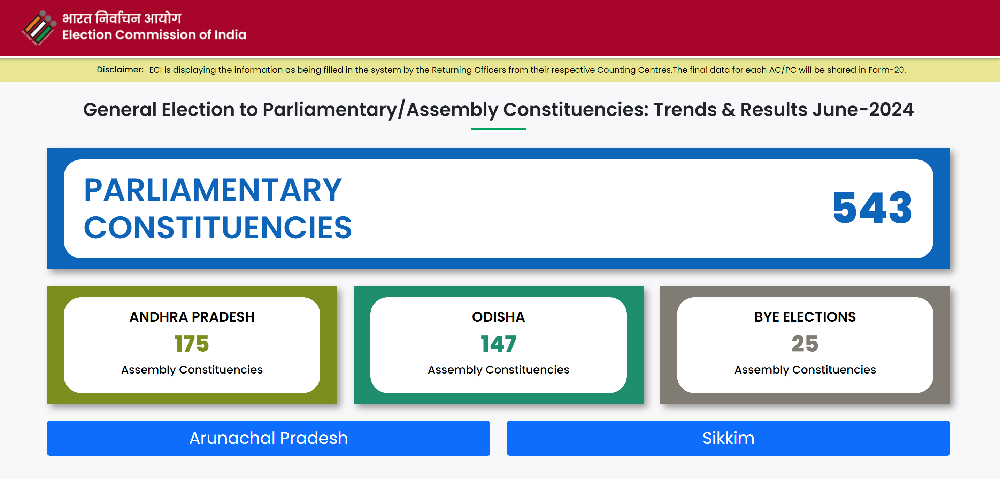 भारत निर्वाचन आयोग
Election Commission of India
Disclaimer: ECI is displaying the information as being filled in the system by the Returning Officers from their respective Counting Centres.The final data for each AC/PC will be shared in Form-20.
General Election to Parliamentary/Assembly Constituencies: Trends & Results June-2024
PARLIAMENTARY
CONSTITUENCIES
543
ANDHRA PRADESH
175
Assembly Constituencies
ODISHA
147
Assembly Constituencies
BYE ELECTIONS
25
Assembly Constituencies
Arunachal Pradesh
Sikkim